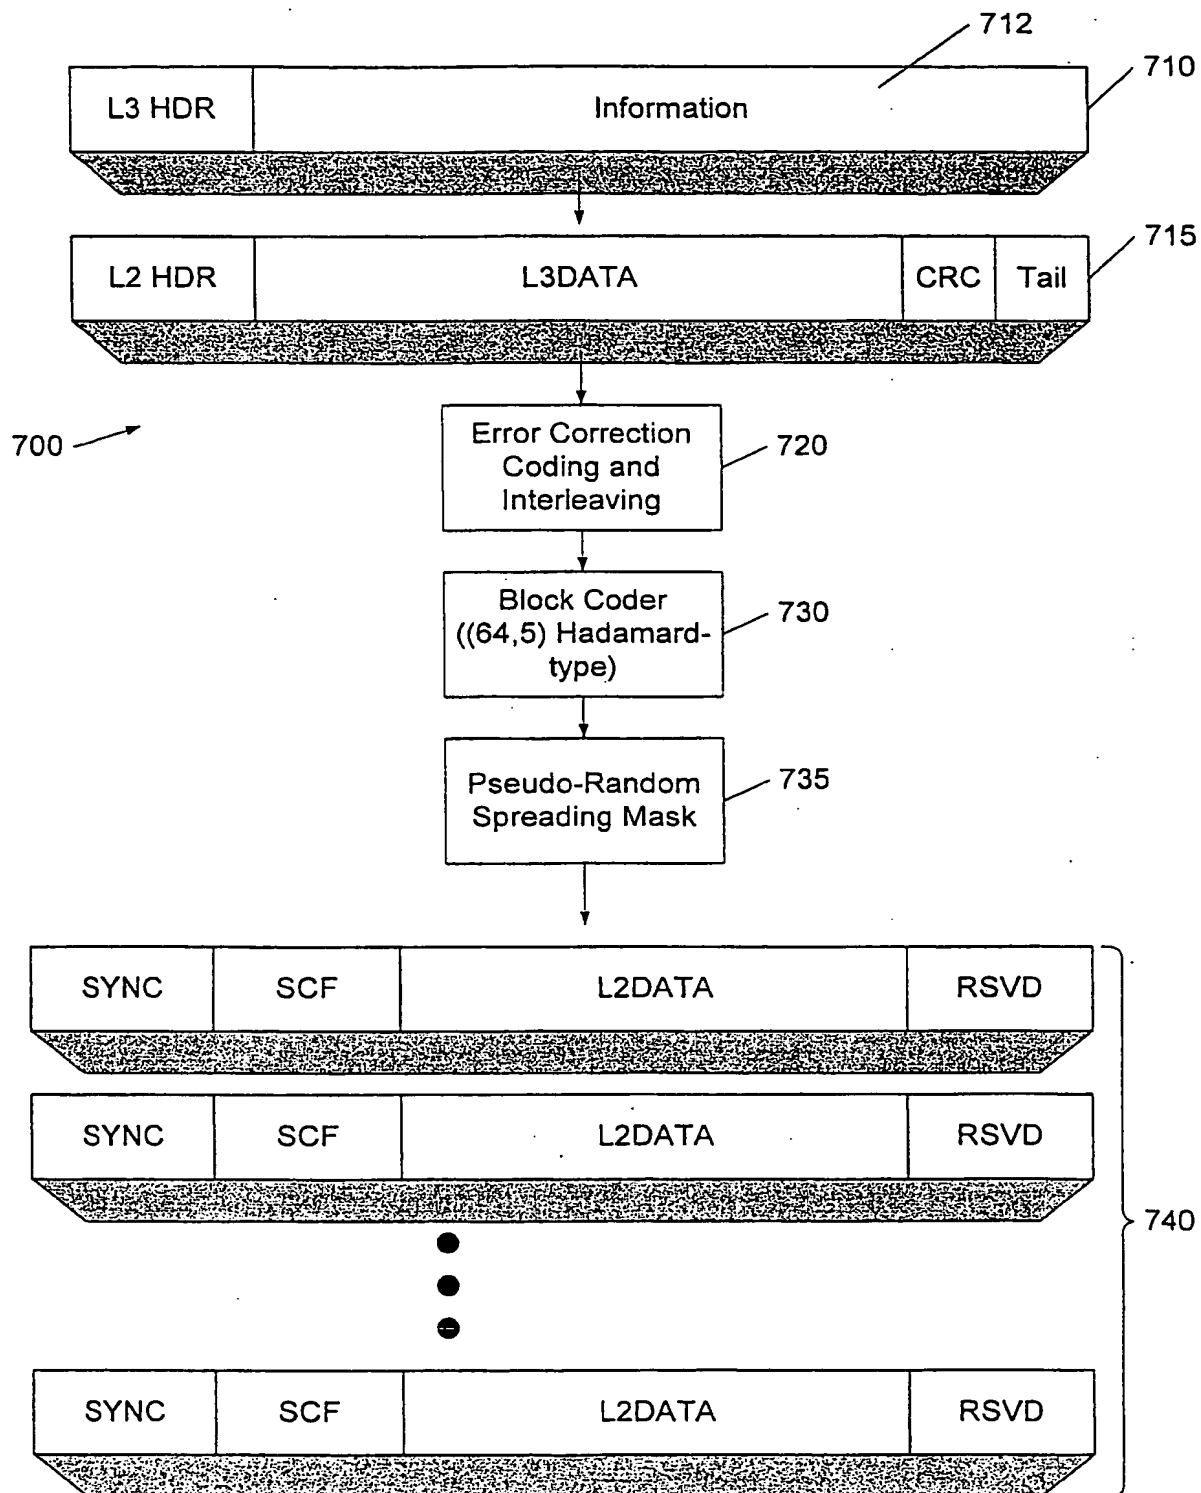 712
710
L3 HDR
Information
715
L2 HDR
L3DATA
CRC
Tail
700
Error Correction
Coding and
Interleaving
720
Block Coder
((64,5) Hadamard-
type)
730
Pseudo-Random
Spreading Mask
735
SYNC
SCF
L2DATA
RSVD
SYNC
SCF
L2DATA
RSVD
740
SYNC
SCF
L2DATA
RSVD